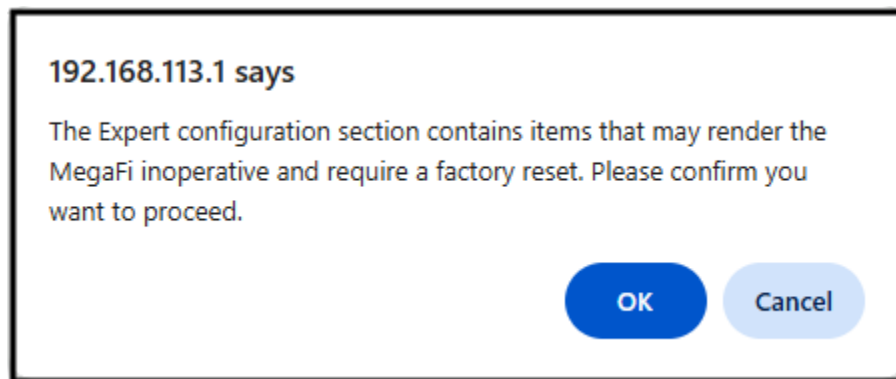 192.168.113.1 says
The Expert configuration section contains items that may render the
MegaFi inoperative and require a factory reset. Please confirm you
want to proceed.
OK
Cancel